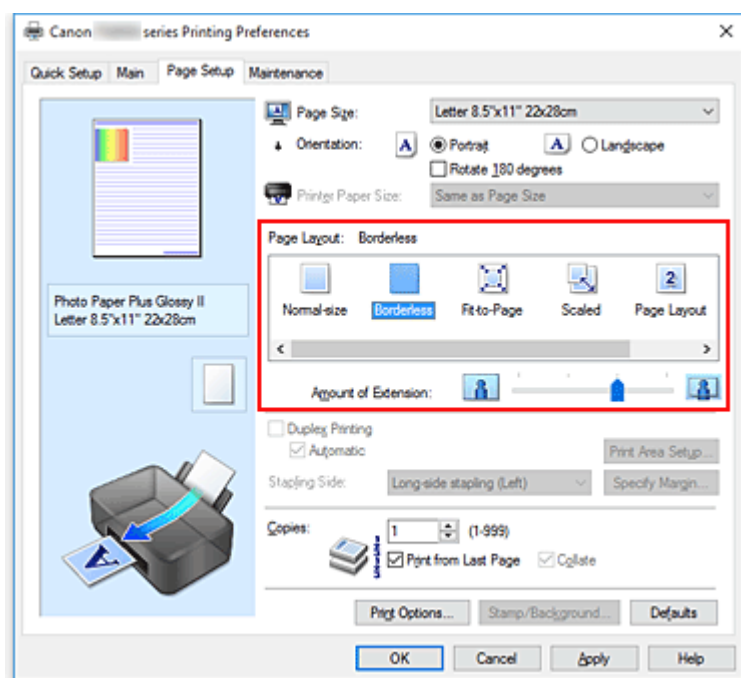 Canon series Printing Preferences
Quick Setup Main Page Setup Maintenance
Page Size: Letter 8.5"x11" 22x28cm
Orientation: A Portrait A Landscape
Rotate 180 degrees
Printer Paper Size: Same as Page Size
Page Layout: Borderless
Normal-size Borderless Fit-to-Page Scaled 2 Page Layout
Photo Paper Plus Glossy II
Letter 8.5"x11" 22x28cm
Amount of Extension:
Duplex Printing
Automatic Print Area Setup...
Stapling Side: Long-side stapling (Left) Specify Margin...
Copies: 1 (1-999)
Print from Last Page Collate
A
Print Options... Stamp/Background... Defaults
OK Cancel Apply Help